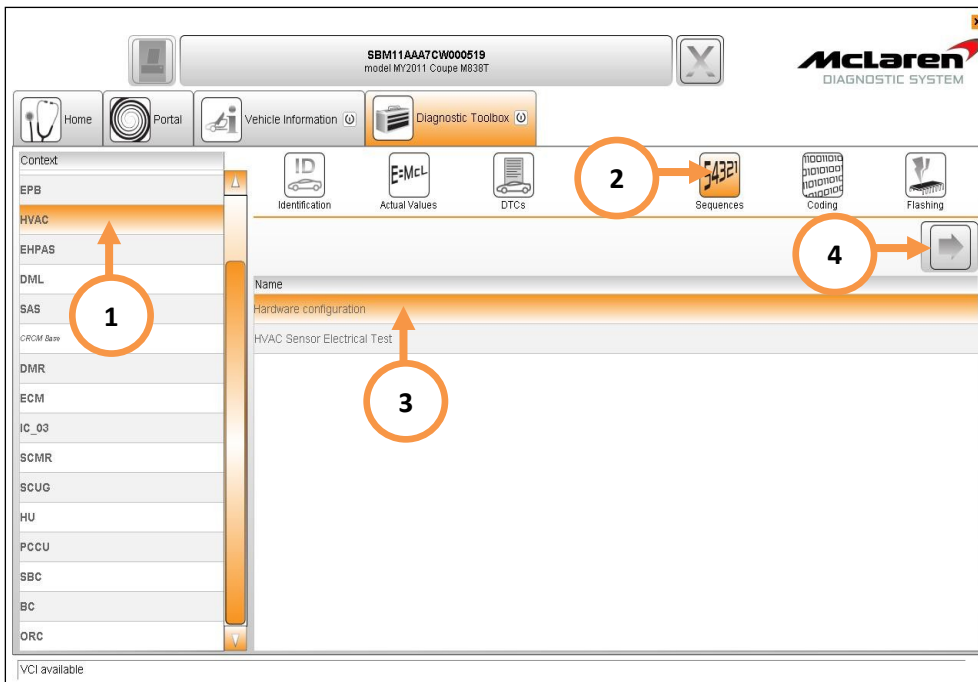 SBM11AAA7CW000519
model MY2011 Coupe M838T
McLaren
DIAGNOSTIC SYSTEM
Home
Portal
Vehicle Information
Diagnostic Toolbox
Context
EPB
HVAC
EHPAS
DML
SAS
CRCM Base
DMR
ECM
IC_03
SCMR
SCUG
HU
PCCU
SBC
BC
ORC
ID
Identification
E=McL
Actual Values
DTCs
54321
Sequences
Coding
Flashing
Name
Hardware configuration
HVAC Sensor Electrical Test
1
2
3
4
VCI available